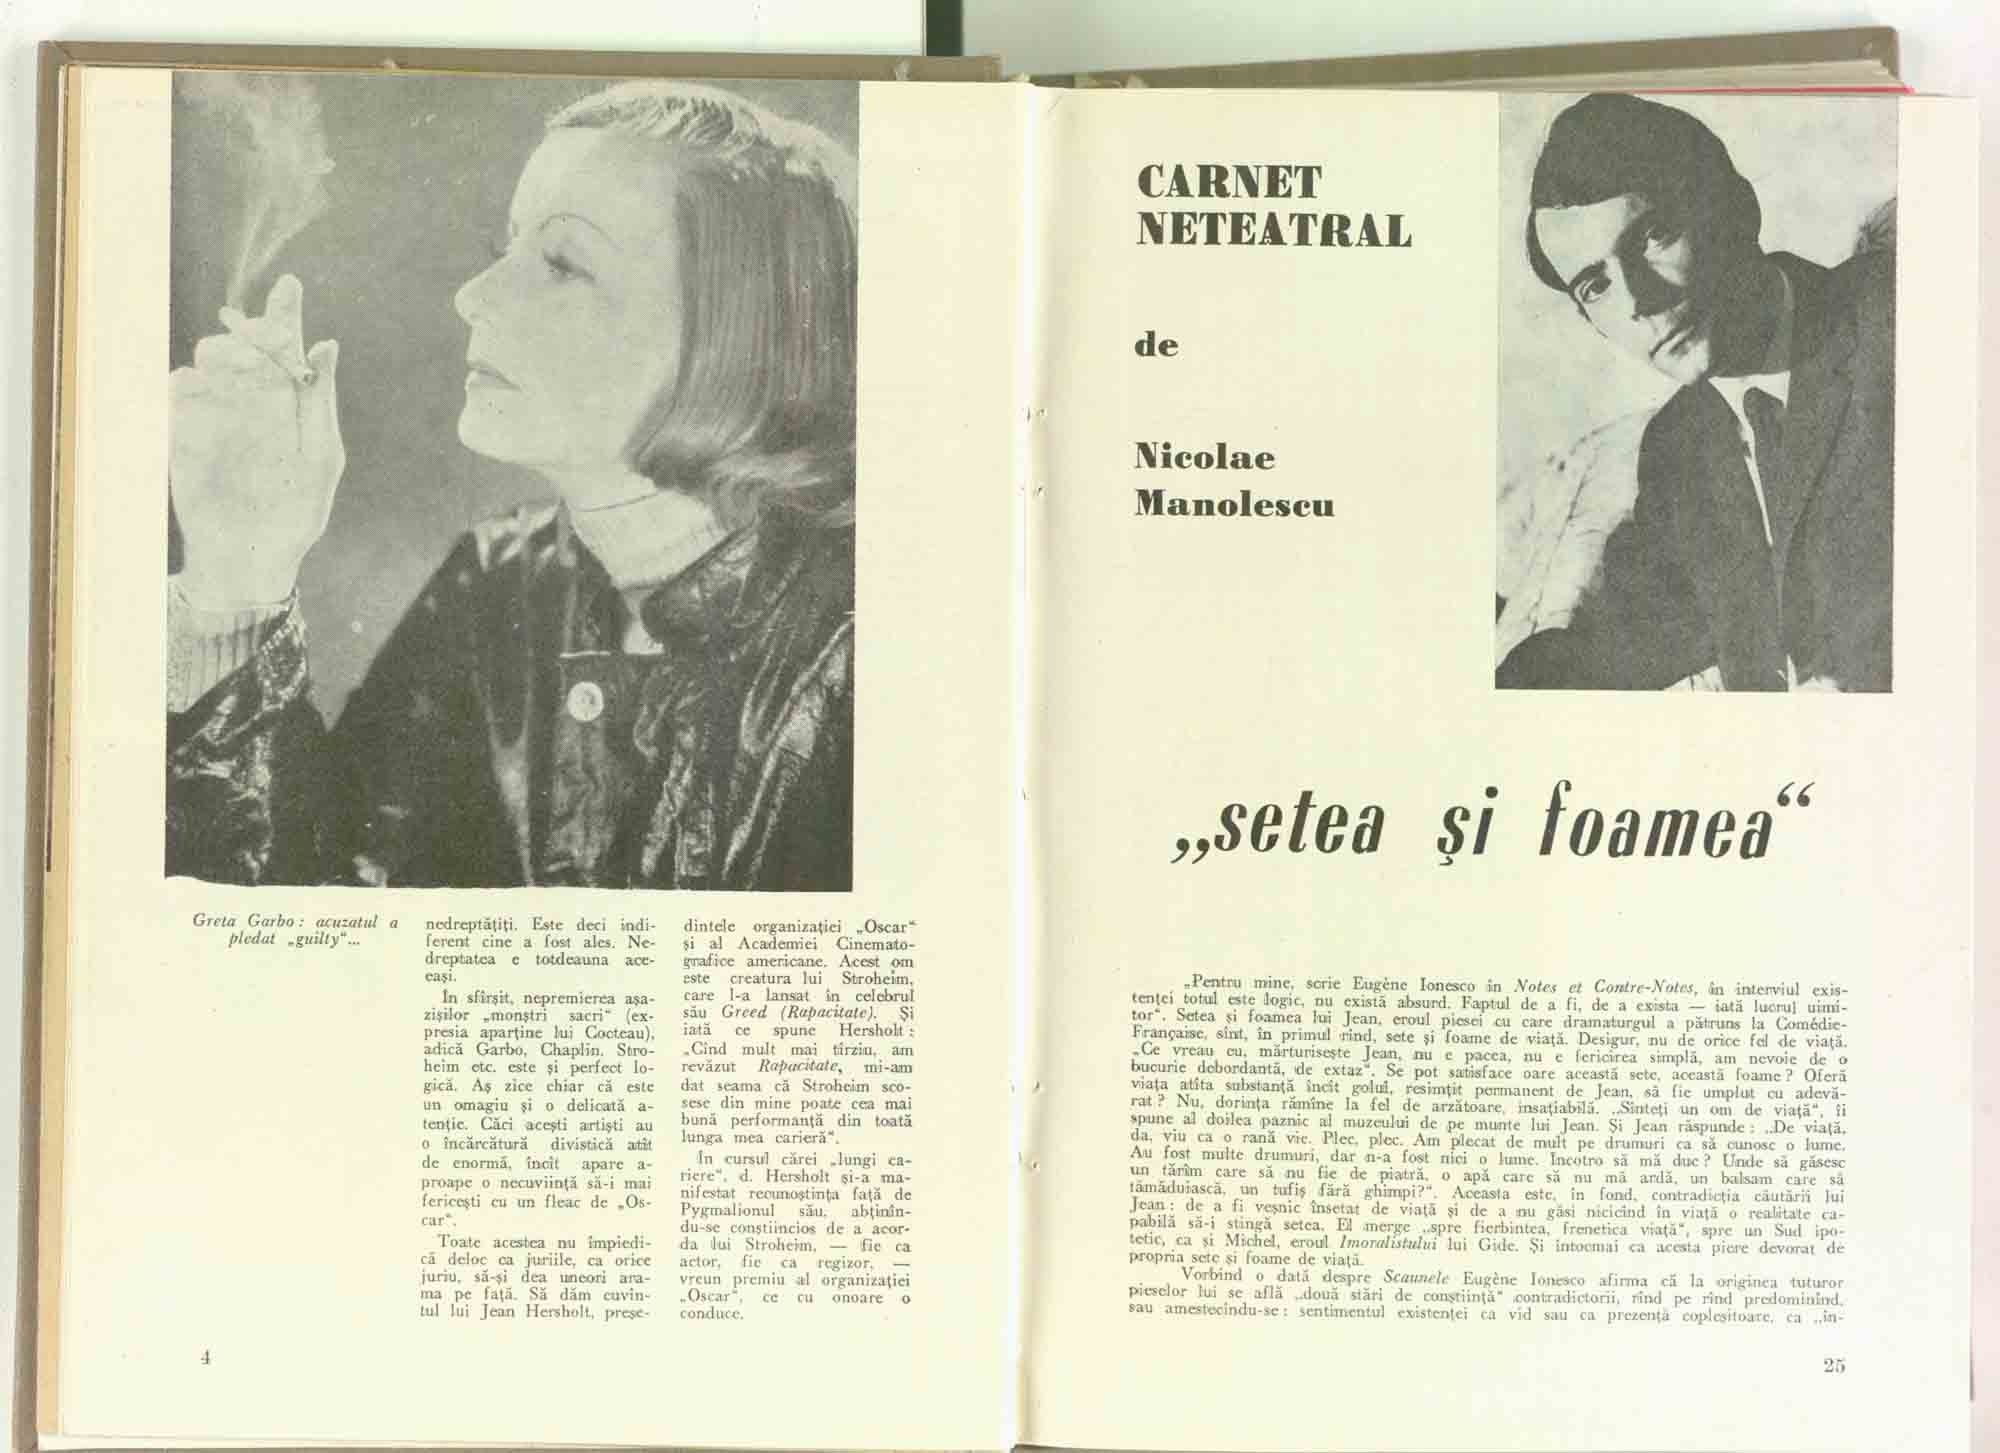 Greta Garbo : acuzatul a
pledat „guilty“...
nedreptățiți. Este deci indi-
ferent cine a fost ales. Ne-
dreptatea e totdeauna ace-
eași.
In sfîrșit, nepremierea așa-
zișilor „monștri sacri“ (ex-
presia aparține lui Cocteau),
adică Garbo, Chaplin, Stro-
heim etc. este și perfect lo-
gică. Aș zice chiar că este
un omagiu și o delicată a-
tenție. Căci acești artiști au
o încărcătură divistică atît
de enormă, încît apare a-
proape o necuviință să-i mai
fericești cu un fleac de „Os-
car“.
Toate acestea nu împiedi-
că deloc ca juriile, ca orice
juriu, să-și dea uneori ara-
ma pe față. Să dăm cuvin-
tul lui Jean Hersholt, preșe-
dintele organizației „Oscar“
și al Academiei Cinemato-
grafice americane. Acest om
este creatura lui Stroheim,
care l-a lansat în celebrul
său Greed (Rapacitate). Și
iată ce spune Hersholt :
„Cînd mult mai tîrziu, am
revăzut Rapacitate, mi-am
dat seama că Stroheim sco-
sese din mine poate cea mai
bună performanță din toată
lunga mea carieră“.
In cursul cărei „lungi ca-
riere“, d. Hersholt și-a ma-
nifestat recunoștința față de
Pygmalionul său, abținîn-
du-se conștiincios de a acor-
da lui Stroheim, — fie ca
actor, fie ca regizor, —
vreun premiu al organizației
„Oscar“, ce cu onoare o
conduce.
4
CARNET
NETEATRAL
de
Nicolae
Manolescu
„setea și foamea“
„Pentru mine, scrie Eugène Ionesco în Notes et Contre-Notes, în interviul exis-
tenței totul este logic, nu există absurd. Faptul de a fi, de a exista — iată lucrul uimi-
tor“. Setea și foamea lui Jean, eroul piesei cu care dramaturgul a pătruns la Comédie-
Française, sînt, în primul rînd, sete și foame de viață. Desigur, nu de orice fel de viață.
„Ce vreau eu, mărturisește Jean, nu e pacea, nu e fericirea simplă, am nevoie de o
bucurie debordantă, de extaz“. Se pot satisface oare această sete, această foame ? Oferă
viața atîta substanță încît golul, resimțit permanent de Jean, să fie umplut cu adevă-
rat ? Nu, dorința rămîne la fel de arzătoare, insațiabilă. „Sînteți un om de viață“, îi
spune al doilea paznic al muzeului de pe munte lui Jean. Și Jean răspunde : „De viață,
da, viu ca o rană vie. Plec, plec. Am plecat de mult pe drumuri ca să cunosc o lume.
Au fost multe drumuri, dar n-a fost nici o lume. Incotro să mă duc ? Unde să găsesc
un tărîm care să nu fie de piatră, o apă care să nu mă ardă, un balsam care să
tămăduiască, un tufiș fără ghimpi?“. Aceasta este, în fond, contradicția căutării lui
Jean : de a fi veșnic însetat de viață și de a nu găsi nicicînd în viață o realitate ca-
pabilă să-i stingă setea. El merge „spre fierbintea, frenetica viață“, spre un Sud ipo-
tetic, ca și Michel, eroul Imoralistului lui Gide. Și întocmai ca acesta piere devorat de
propria sete și foame de viață.
Vorbind o dată despre Scaunele Eugène Ionesco afirma că la originea tuturor
pieselor lui se află „două stări de conștiință“ contradictorii, rînd pe rînd predominînd,
sau amestecîndu-se : sentimentul existenței ca vid sau ca prezență copleșitoare, ca „în-
25